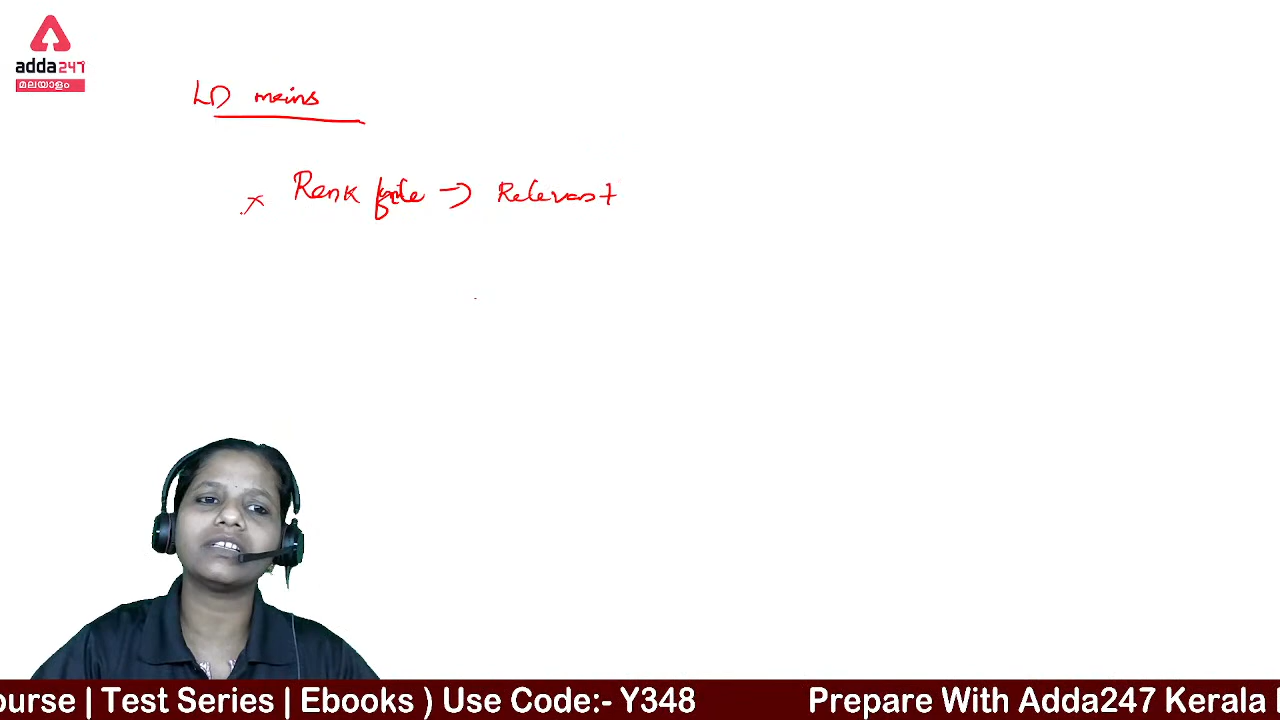 adda247
മലയാളം
LD mains
× Rank file → Relevant
ourse | Test Series | Ebooks ) Use Code:- Y348 Prepare With Adda247 Kerala